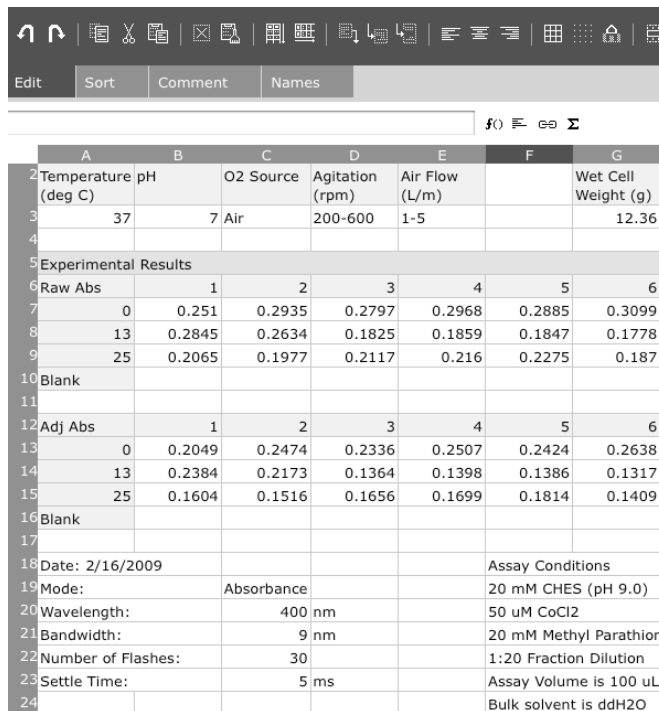 Edit Sort Comment Names
f() Σ
A B C D E F G
2 Temperature pH O2 Source Agitation Air Flow Wet Cell
(deg C) (rpm) (L/m) Weight (g)
3 37 7 Air 200-600 1-5 12.36
4
5 Experimental Results
6 Raw Abs 1 2 3 4 5 6
7 0 0.251 0.2935 0.2797 0.2968 0.2885 0.3099
8 13 0.2845 0.2634 0.1825 0.1859 0.1847 0.1778
9 25 0.2065 0.1977 0.2117 0.216 0.2275 0.187
10 Blank
11
12 Adj Abs 1 2 3 4 5 6
13 0 0.2049 0.2474 0.2336 0.2507 0.2424 0.2638
14 13 0.2384 0.2173 0.1364 0.1398 0.1386 0.1317
15 25 0.1604 0.1516 0.1656 0.1699 0.1814 0.1409
16 Blank
17
18 Date: 2/16/2009 Assay Conditions
19 Mode: Absorbance 20 mM CHES (pH 9.0)
20 Wavelength: 400 nm 50 uM CoCl2
21 Bandwidth: 9 nm 20 mM Methyl Parathion
22 Number of Flashes: 30 1:20 Fraction Dilution
23 Settle Time: 5 ms Assay Volume is 100 uL
24 Bulk solvent is ddH2O